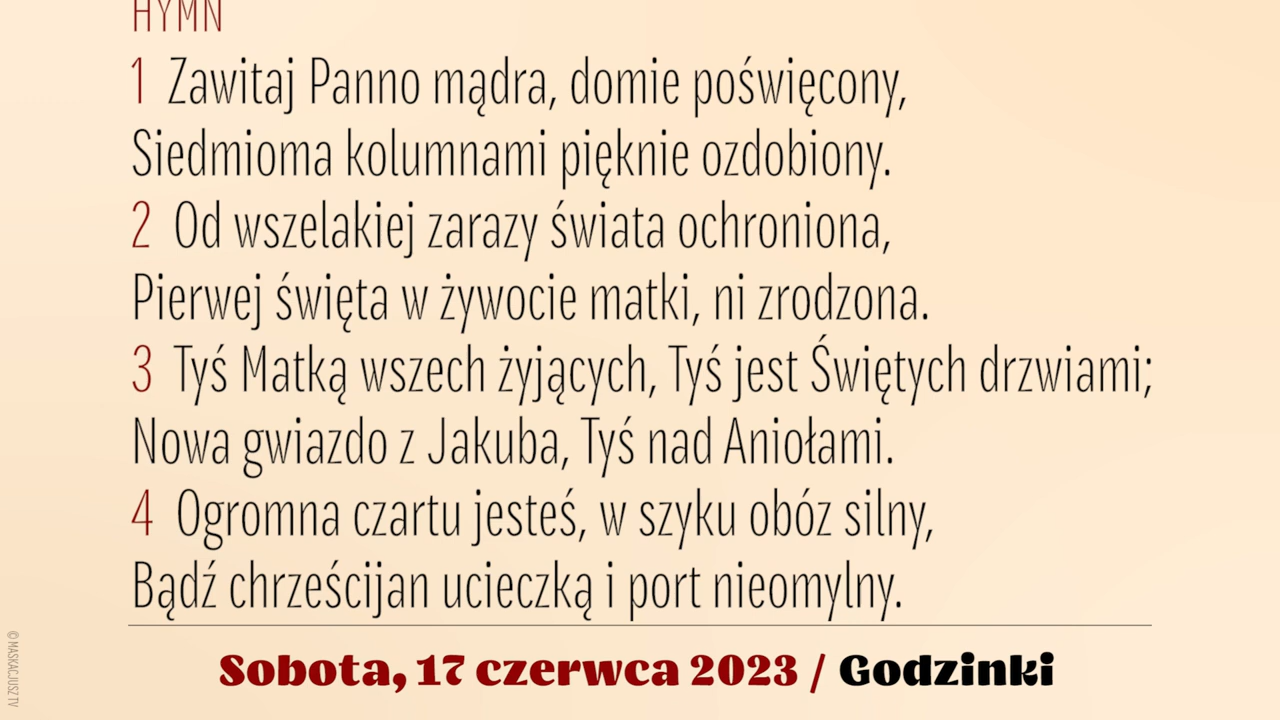 HYMN
1 Zawitaj Panno mądra, domie poświęcony,
Siedmioma kolumnami pięknie ozdobiony.
2 Od wszelakiej zarazy świata ochroniona,
Pierwej święta w żywocie matki, ni zrodzona.
3 Tyś Matką wszech żyjących, Tyś jest Świętych drzwiami;
Nowa gwiazdo z Jakuba, Tyś nad Aniołami.
4 Ogromna czartu jesteś, w szyku obóz silny,
Bądź chrześcijan ucieczką i port nieomylny.
Sobota, 17 czerwca 2023 / Godzinki
© MASKACJUSZ TV